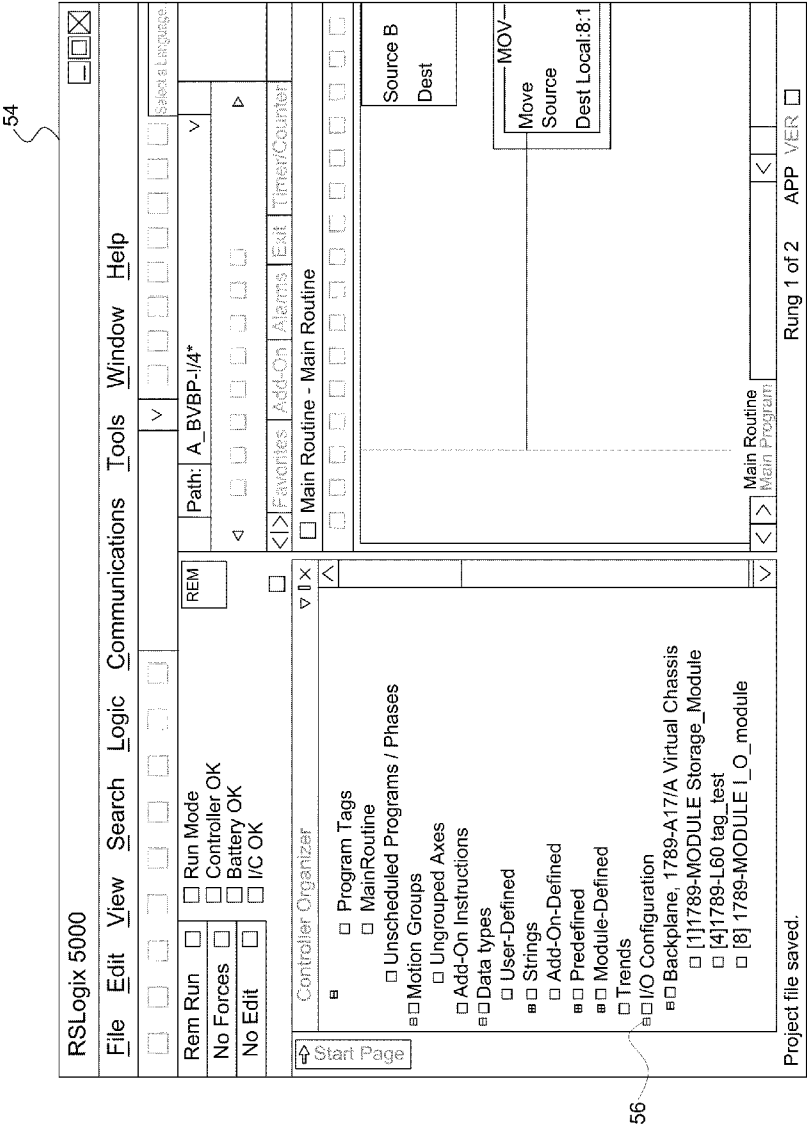 54
RSLogix 5000
File Edit View Search Logic Communications Tools Window Help
Select a Language.
Rem Run
No Forces
No Edit
Run Mode
Controller OK
Battery OK
I/C OK
REM
Path: A_BVBP-!/4*
Favorites Add-On Alarms Exit Timer/Counter
Start Page
Controller Organizer
Program Tags
MainRoutine
Unscheduled Programs / Phases
Motion Groups
Ungrouped Axes
Add-On Instructions
Data types
User-Defined
Strings
Add-On-Defined
Predefined
Module-Defined
Trends
I/O Configuration
Backplane, 1789-A17/A Virtual Chassis
[1]1789-MODULE Storage_Module
[4]1789-L60 tag_test
[8] 1789-MODULE I_O_module
56
Main Routine - Main Routine
Source B
Dest
MOV
Move
Source
Dest Local:8:1
Main Routine
Main Program
Project file saved.
Rung 1 of 2 APP VER